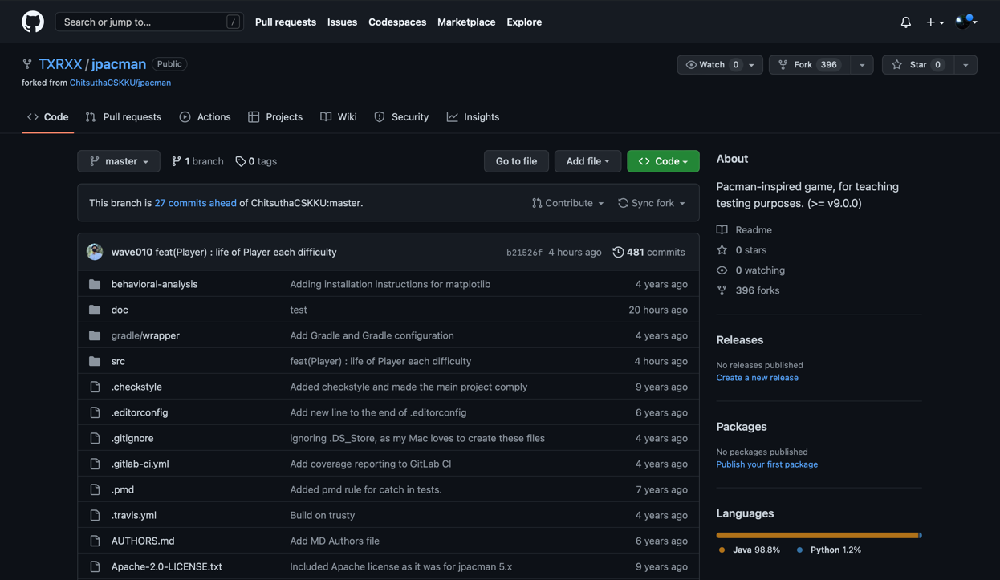 Search or jump to... / Pull requests Issues Codespaces Marketplace Explore
TXRXX / jpacman Public Watch 0 Fork 396 Star 0
forked from ChitsuthaCSKKU/jpacman
Code Pull requests Actions Projects Wiki Security Insights
master 1 branch 0 tags Go to file Add file Code
This branch is 27 commits ahead of ChitsuthaCSKKU:master. Contribute Sync fork
wave010 feat(Player) : life of Player each difficulty b21526f 4 hours ago 481 commits
behavioral-analysis Adding installation instructions for matplotlib 4 years ago
doc test 20 hours ago
gradle/wrapper Add Gradle and Gradle configuration 4 years ago
src feat(Player) : life of Player each difficulty 4 hours ago
.checkstyle Added checkstyle and made the main project comply 9 years ago
.editorconfig Add new line to the end of .editorconfig 6 years ago
.gitignore ignoring .DS_Store, as my Mac loves to create these files 4 years ago
.gitlab-ci.yml Add coverage reporting to GitLab CI 4 years ago
.pmd Added pmd rule for catch in tests. 7 years ago
.travis.yml Build on trusty 4 years ago
AUTHORS.md Add MD Authors file 6 years ago
Apache-2.0-LICENSE.txt Included Apache license as it was for jpacman 5.x 9 years ago
About
Pacman-inspired game, for teaching
testing purposes. (>= v9.0.0)
Readme
0 stars
0 watching
396 forks
Releases
No releases published
Create a new release
Packages
No packages published
Publish your first package
Languages
Java 98.8% Python 1.2%